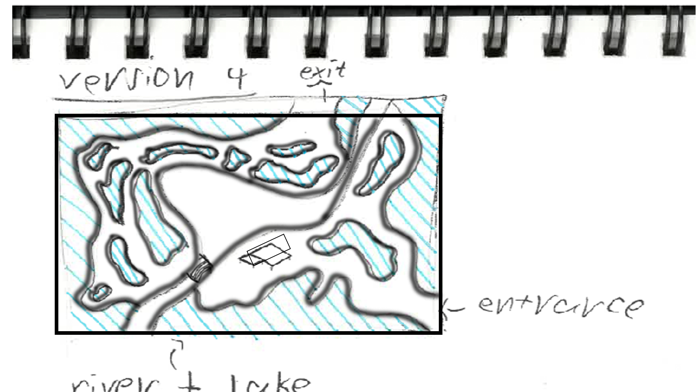 version 4
exit
entrance
river + lake